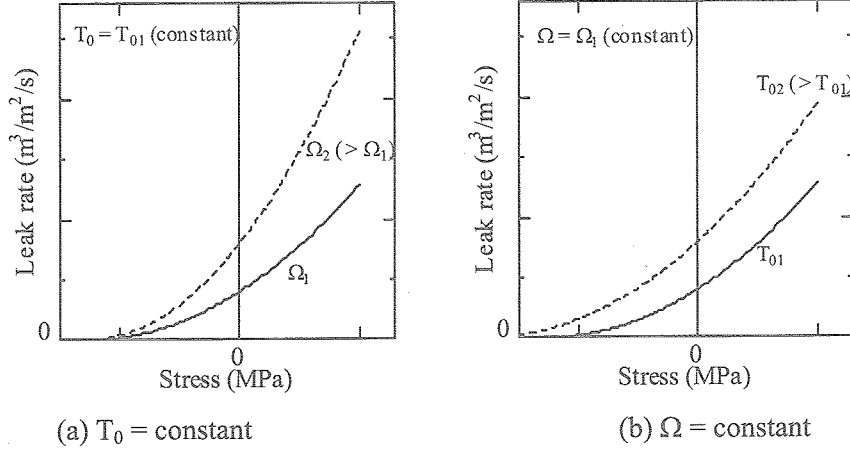 T₀ = T₀₁ (constant)
Leak rate (m³/m²/s)
Ω₂ (> Ω₁)
Ω₁
0
0
Stress (MPa)
(a) T₀ = constant
Ω = Ω₁ (constant)
Leak rate (m³/m²/s)
T₀₂ (> T₀₁)
T₀₁
0
0
Stress (MPa)
(b) Ω = constant